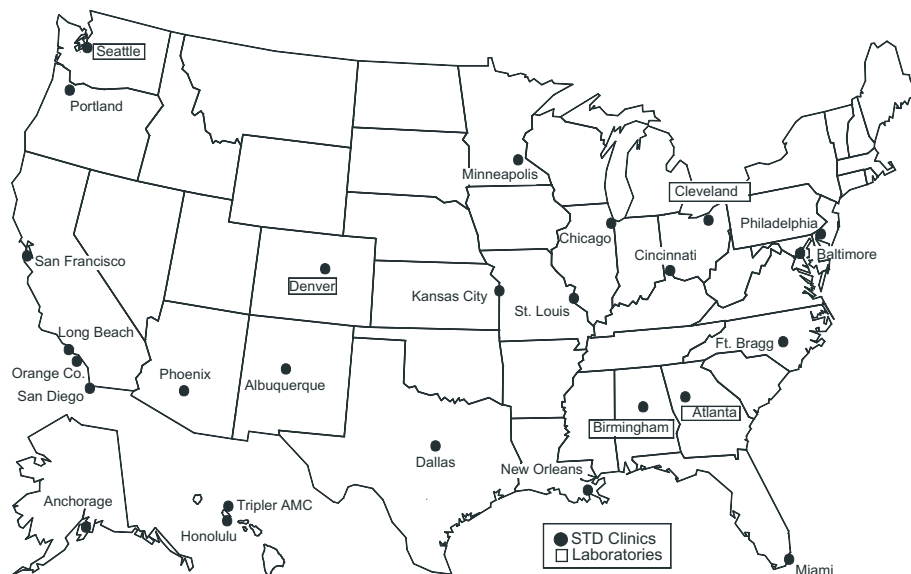 Seattle
Portland
Minneapolis
Cleveland
Philadelphia
Chicago
Cincinnati
Baltimore
San Francisco
Denver
Kansas City
St. Louis
Long Beach
Ft. Bragg
Orange Co.
Phoenix
San Diego
Albuquerque
Atlanta
Birmingham
Dallas
New Orleans
Anchorage
Tripler AMC
Honolulu
STD Clinics
Laboratories
Miami